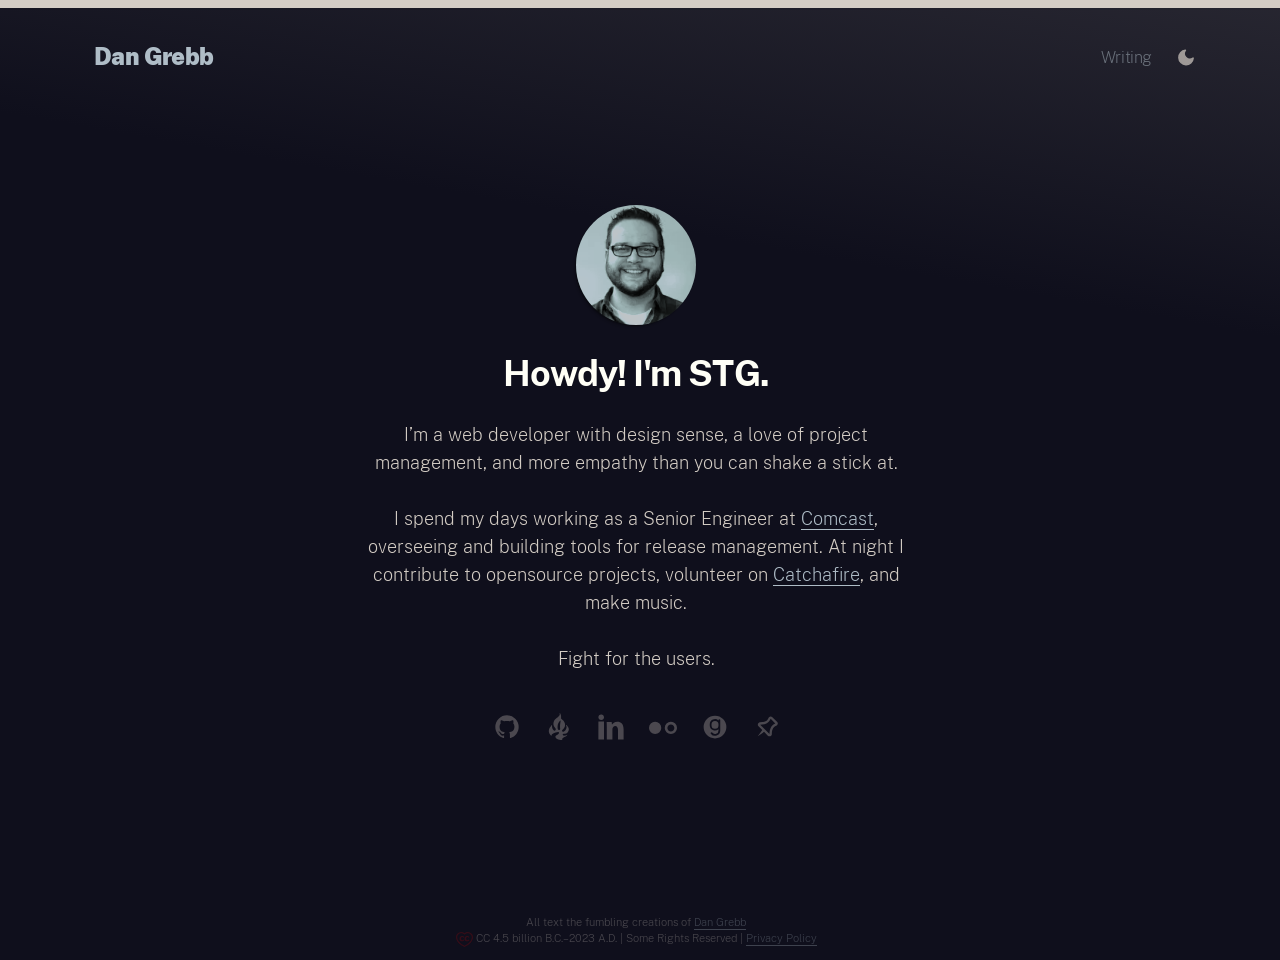 Dan Grebb
Writing
Howdy! I'm STG.
I’m a web developer with design sense, a love of project
management, and more empathy than you can shake a stick at.
I spend my days working as a Senior Engineer at Comcast,
overseeing and building tools for release management. At night I
contribute to opensource projects, volunteer on Catchafire, and
make music.
Fight for the users.
All text the fumbling creations of Dan Grebb
CC 4.5 billion B.C.–2023 A.D. | Some Rights Reserved | Privacy Policy